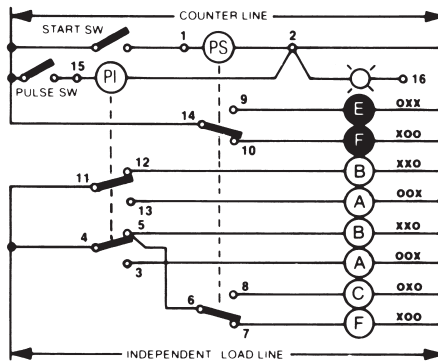 COUNTER LINE
START SW
1
PS
2
PULSE SW
15
PI
16
9
E
OXX
14
10
F
XOO
12
B
XXO
11
13
A
OOX
4
5
B
XXO
3
A
OOX
8
C
OXO
6
7
F
XOO
INDEPENDENT LOAD LINE